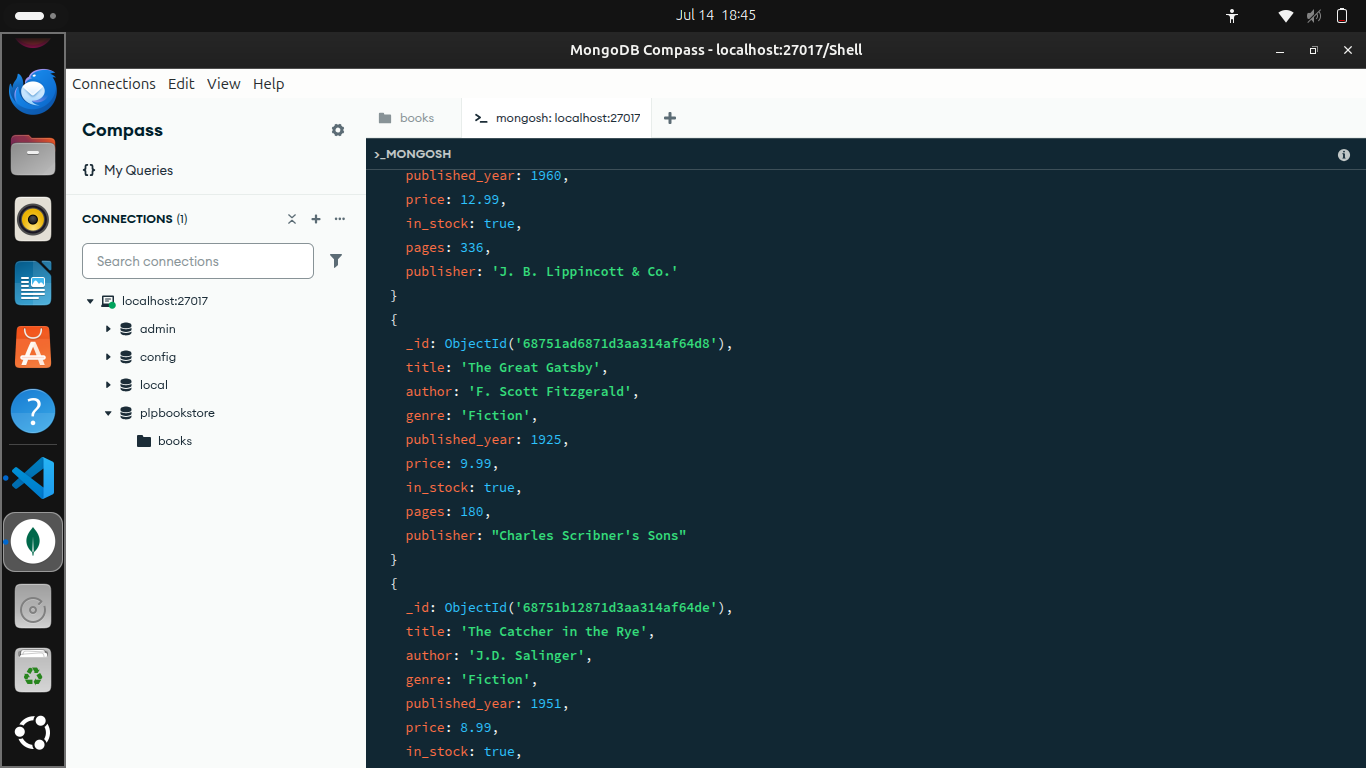 Jul 14 18:45
MongoDB Compass - localhost:27017/Shell
Connections Edit View Help
Compass
{} My Queries
CONNECTIONS (1)
Search connections
localhost:27017
admin
config
local
plpbookstore
books
books
mongosh: localhost:27017
>_MONGOSH
published_year: 1960,
price: 12.99,
in_stock: true,
pages: 336,
publisher: 'J. B. Lippincott & Co.'
}
{
_id: ObjectId('68751ad6871d3aa314af64d8'),
title: 'The Great Gatsby',
author: 'F. Scott Fitzgerald',
genre: 'Fiction',
published_year: 1925,
price: 9.99,
in_stock: true,
pages: 180,
publisher: "Charles Scribner's Sons"
}
{
_id: ObjectId('68751b12871d3aa314af64de'),
title: 'The Catcher in the Rye',
author: 'J.D. Salinger',
genre: 'Fiction',
published_year: 1951,
price: 8.99,
in_stock: true,